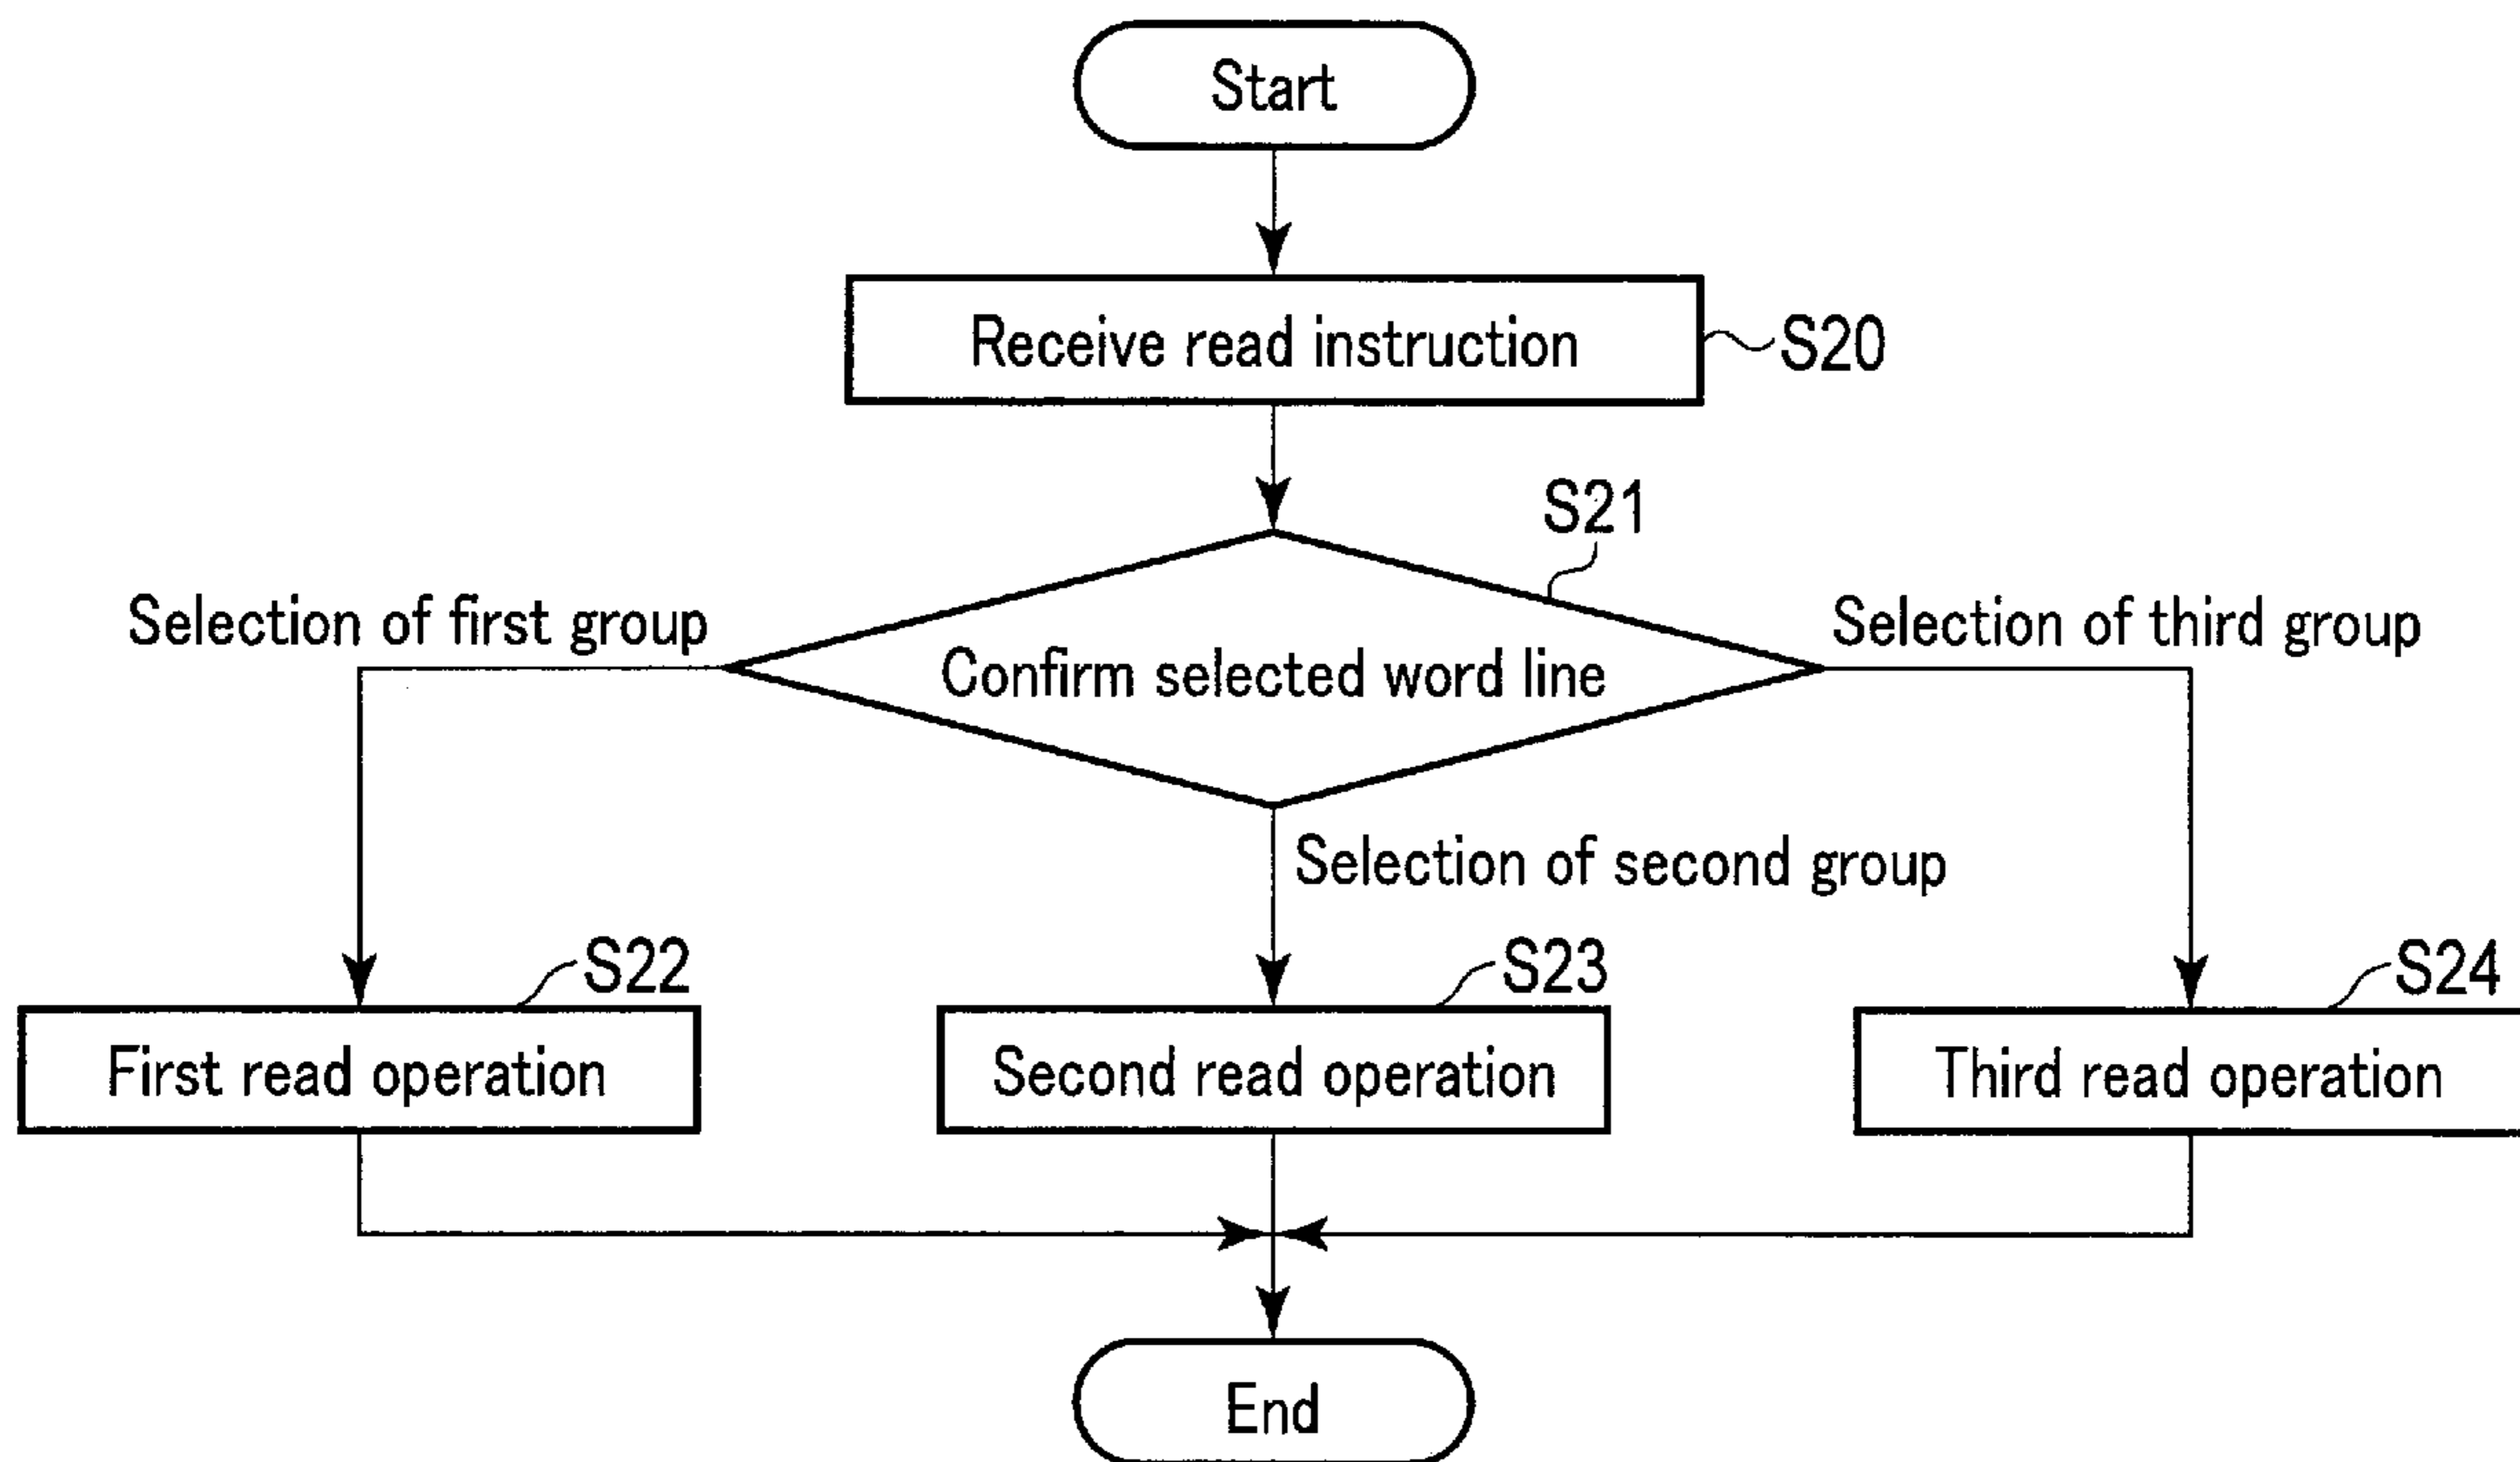 Start
Receive read instruction
S20
S21
Selection of first group
Confirm selected word line
Selection of third group
Selection of second group
S22
S23
S24
First read operation
Second read operation
Third read operation
End